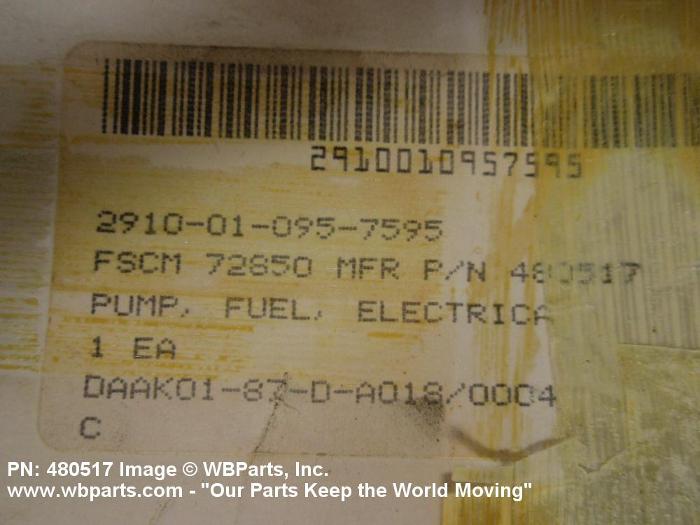 2910010957595
2910-01-095-7595
FSCM 72850 MFR P/N 480517
PUMP, FUEL, ELECTRICA
1 EA
DAAK01-87-D-A018/0004
C
PN: 480517 Image © WBParts, Inc.
www.wbparts.com - "Our Parts Keep the World Moving"